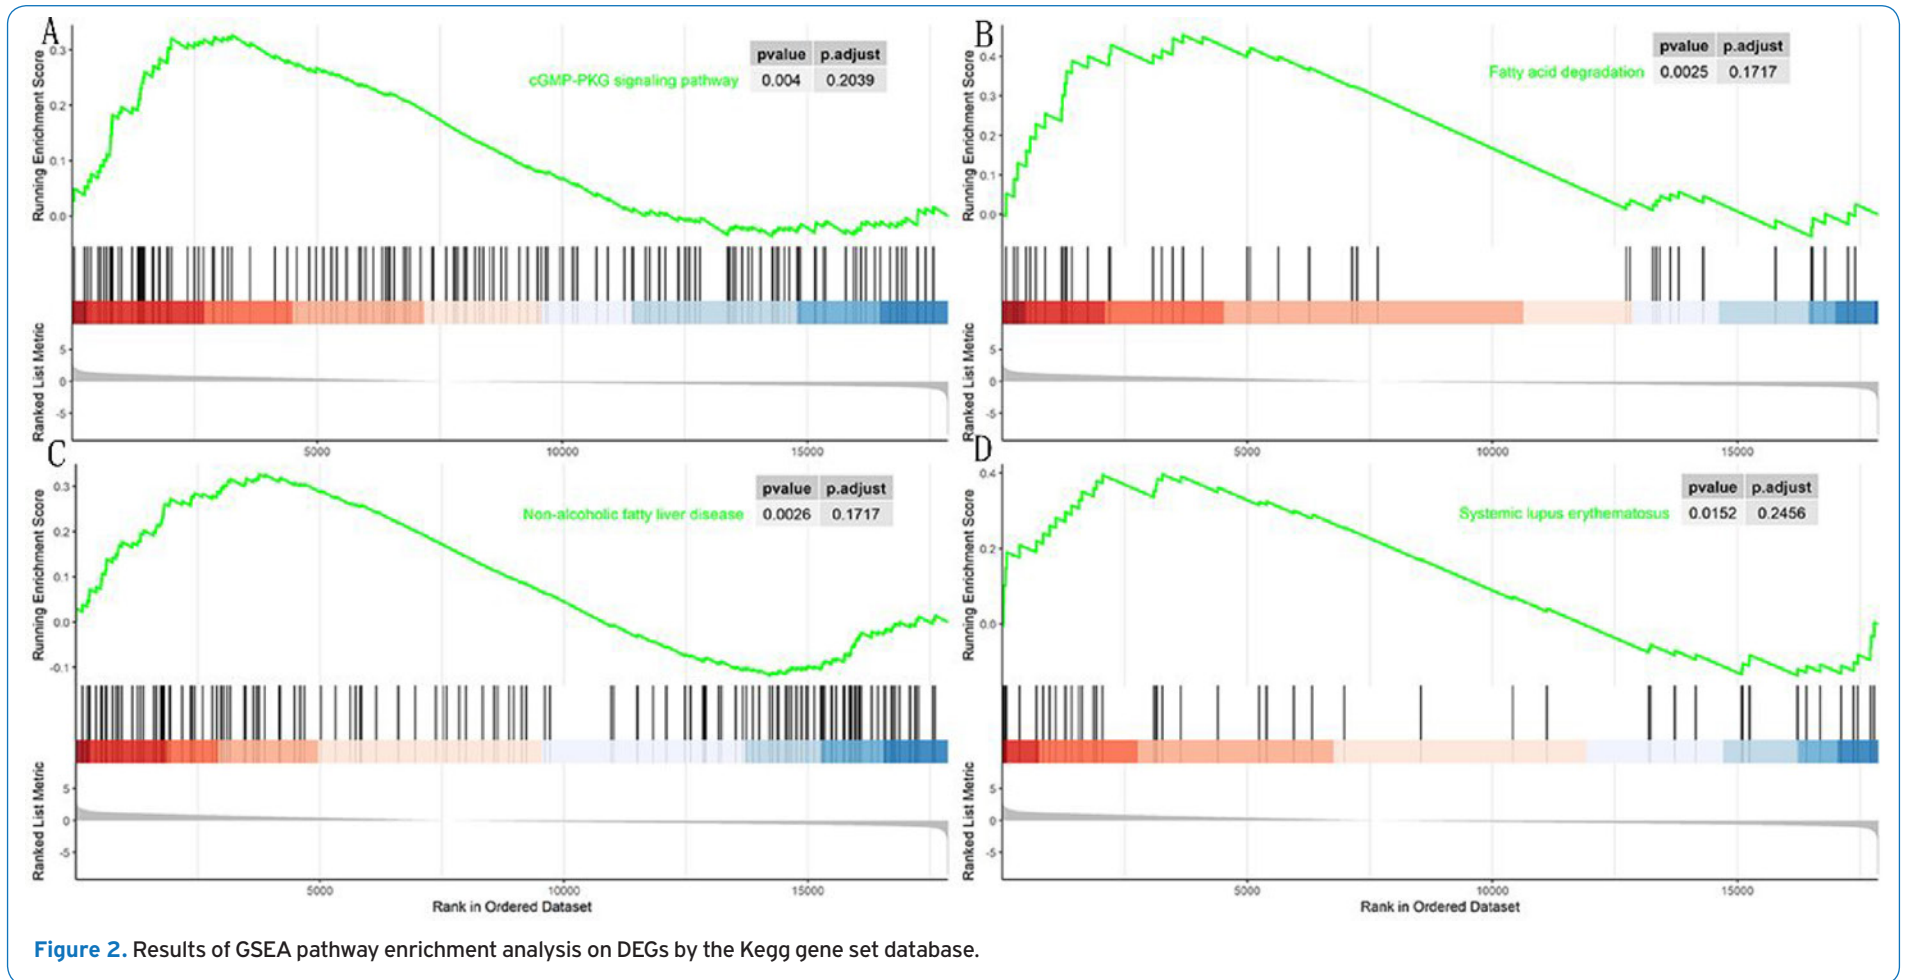 A
Running Enrichment Score
0.3
0.2
0.1
0.0
pvalue p.adjust
cGMP-PKG signaling pathway 0.004 0.2039
Ranked List Metric
5
0
-5
5000 10000 15000
B
Running Enrichment Score
0.4
0.3
0.2
0.1
0.0
pvalue p.adjust
Fatty acid degradation 0.0025 0.1717
Ranked List Metric
5
0
-5
5000 10000 15000
C
Running Enrichment Score
0.3
0.2
0.1
0.0
-0.1
pvalue p.adjust
Non-alcoholic fatty liver disease 0.0026 0.1717
Ranked List Metric
5
0
-5
5000 10000 15000
Rank in Ordered Dataset
D
Running Enrichment Score
0.4
0.2
0.0
pvalue p.adjust
Systemic lupus erythematosus 0.0152 0.2456
Ranked List Metric
5
0
-5
5000 10000 15000
Rank in Ordered Dataset
Figure 2. Results of GSEA pathway enrichment analysis on DEGs by the Kegg gene set database.